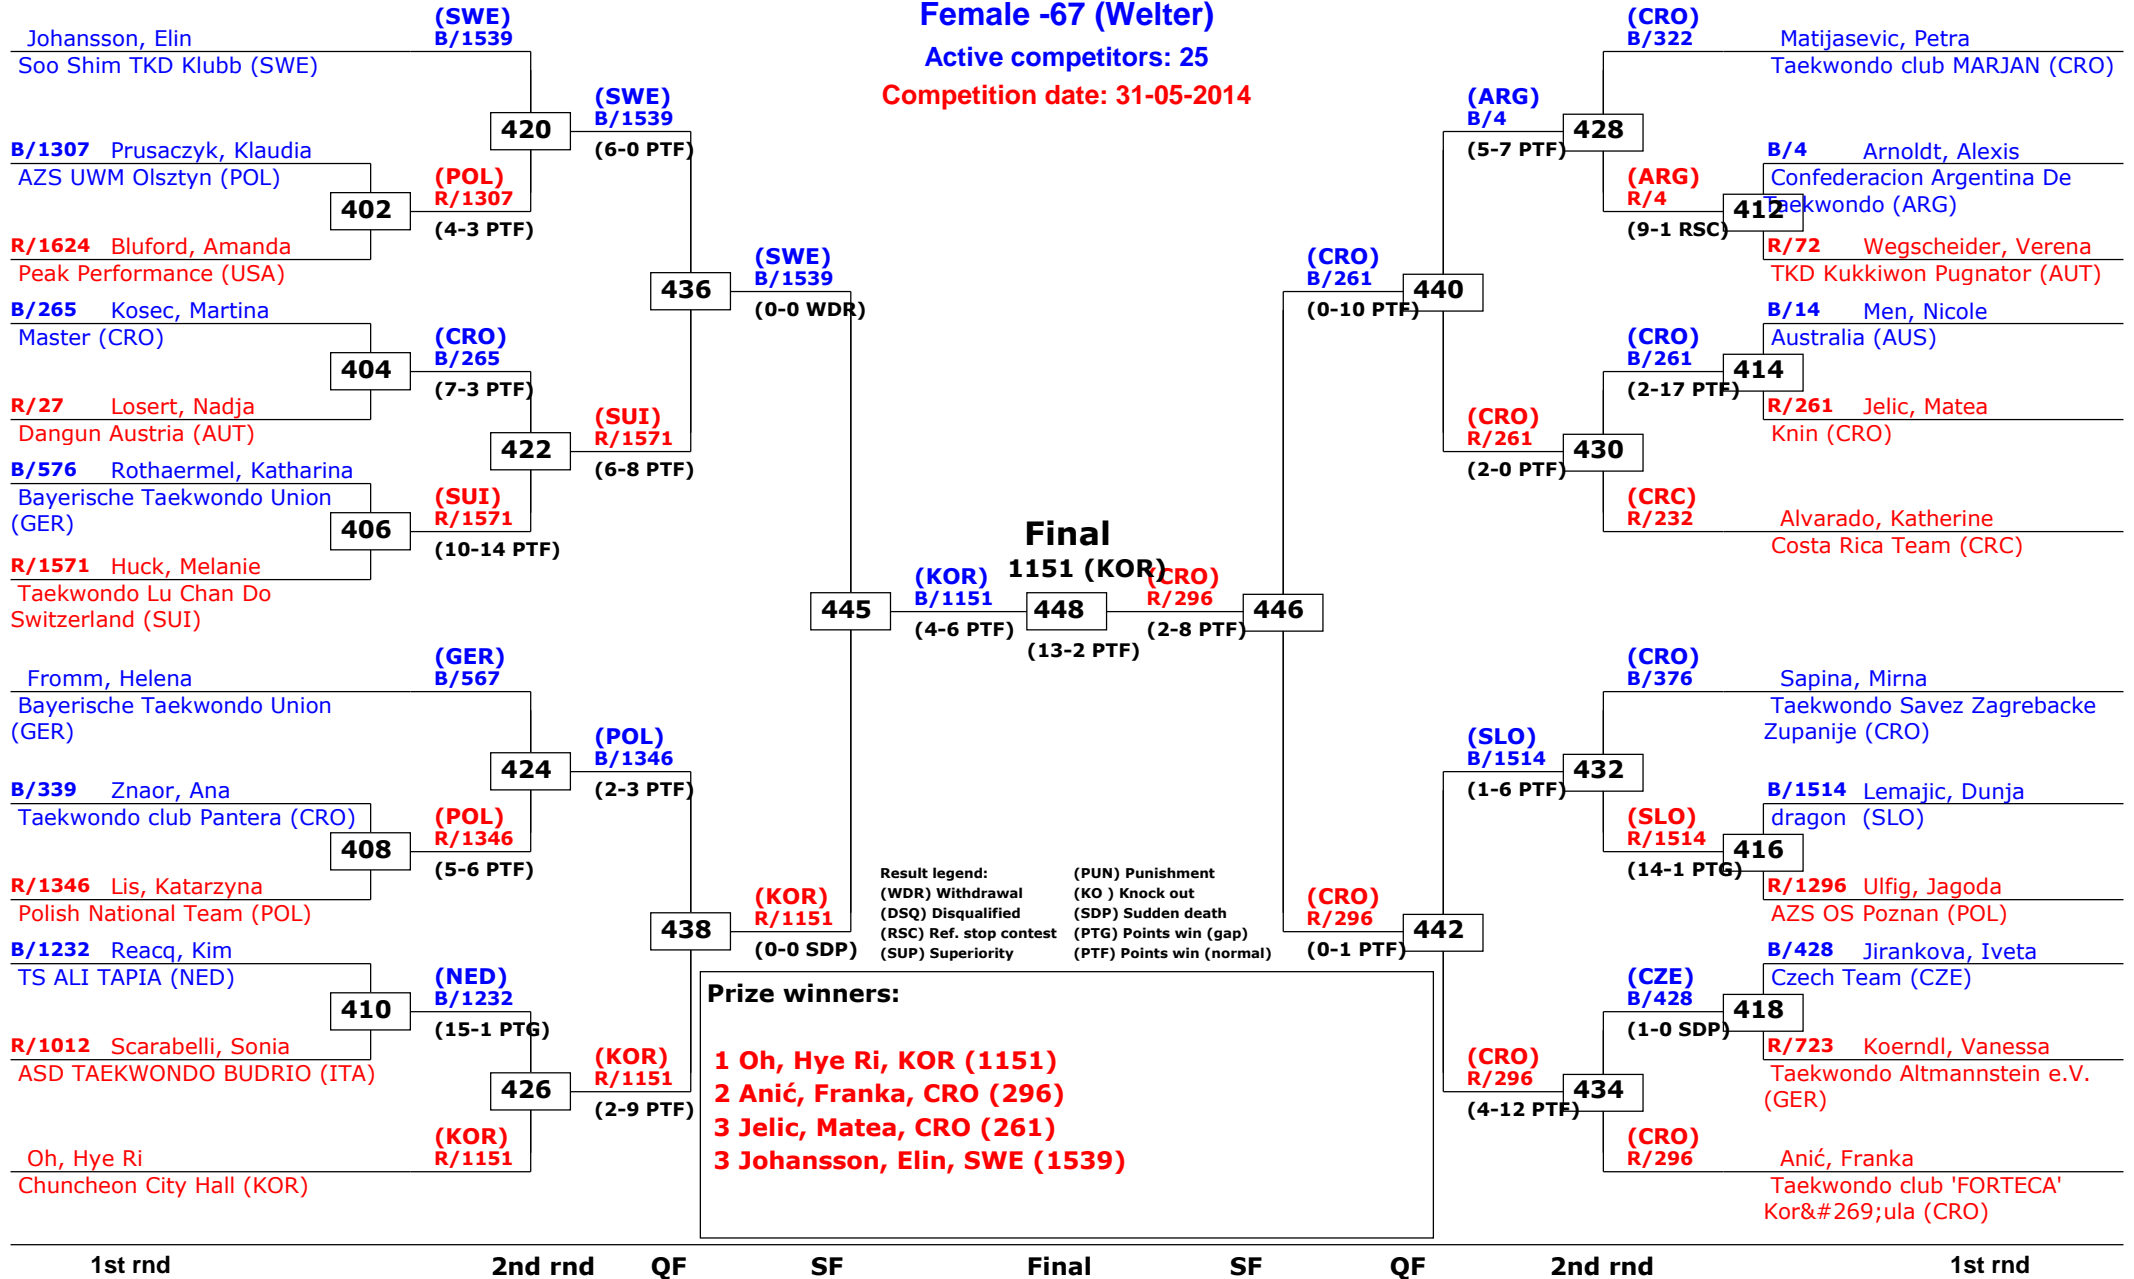 Female -67 (Welter)
Active competitors: 25
Competition date: 31-05-2014
(SWE)
Johansson, Elin B/1539
Soo Shim TKD Klubb (SWE)
B/1307 Prusaczyk, Klaudia
AZS UWM Olsztyn (POL)
402
R/1624 Bluford, Amanda
Peak Performance (USA)
(POL)
R/1307
(4-3 PTF)
420
(SWE)
B/1539
(6-0 PTF)
B/265 Kosec, Martina
Master (CRO)
404
R/27 Losert, Nadja
Dangun Austria (AUT)
(CRO)
B/265
(7-3 PTF)
B/576 Rothaermel, Katharina
Bayerische Taekwondo Union
(GER)
406
R/1571 Huck, Melanie
Taekwondo Lu Chan Do
Switzerland (SUI)
(SUI)
R/1571
(10-14 PTF)
422
(SUI)
R/1571
(6-8 PTF)
436
(SWE)
B/1539
(0-0 WDR)
(GER)
Fromm, Helena B/567
Bayerische Taekwondo Union
(GER)
B/339 Znaor, Ana
Taekwondo club Pantera (CRO)
408
R/1346 Lis, Katarzyna
Polish National Team (POL)
(POL)
R/1346
(5-6 PTF)
424
(POL)
B/1346
(2-3 PTF)
B/1232 Reacq, Kim
TS ALI TAPIA (NED)
410
R/1012 Scarabelli, Sonia
ASD TAEKWONDO BUDRIO (ITA)
(NED)
B/1232
(15-1 PTG)
426
(KOR)
Oh, Hye Ri R/1151
Chuncheon City Hall (KOR)
(KOR)
R/1151
(2-9 PTF)
438
(KOR)
R/1151
(0-0 SDP)
445
(KOR)
B/1151
(4-6 PTF)
Final
1151 (KOR)
448
(13-2 PTF)
(CRO)
R/296
(2-8 PTF)
446
(CRO)
B/261
(0-10 PTF)
440
(ARG)
B/4
(5-7 PTF)
428
(CRO)
B/322 Matijasevic, Petra
Taekwondo club MARJAN (CRO)
(ARG)
R/4
(9-1 RSC)
412
B/4 Arnoldt, Alexis
Confederacion Argentina De
Taekwondo (ARG)
R/72 Wegscheider, Verena
TKD Kukkiwon Pugnator (AUT)
(CRO)
B/261
(2-17 PTF)
414
B/14 Men, Nicole
Australia (AUS)
R/261 Jelic, Matea
Knin (CRO)
(CRO)
R/261
(2-0 PTF)
430
(CRC)
R/232 Alvarado, Katherine
Costa Rica Team (CRC)
(CRO)
B/376 Sapina, Mirna
Taekwondo Savez Zagrebacke
Zupanije (CRO)
(SLO)
B/1514
(1-6 PTF)
432
(SLO)
R/1514
(14-1 PTG)
416
B/1514 Lemajic, Dunja
dragon (SLO)
R/1296 Ulfig, Jagoda
AZS OS Poznan (POL)
(CRO)
R/296
(0-1 PTF)
442
(CZE)
B/428
(1-0 SDP)
418
B/428 Jirankova, Iveta
Czech Team (CZE)
R/723 Koerndl, Vanessa
Taekwondo Altmannstein e.V.
(GER)
(CRO)
R/296
(4-12 PTF)
434
(CRO)
R/296 Anić, Franka
Taekwondo club 'FORTECA'
Kor&#269;ula (CRO)
Result legend: (PUN) Punishment
(WDR) Withdrawal (KO ) Knock out
(DSQ) Disqualified (SDP) Sudden death
(RSC) Ref. stop contest (PTG) Points win (gap)
(SUP) Superiority (PTF) Points win (normal)
Prize winners:
1 Oh, Hye Ri, KOR (1151)
2 Anić, Franka, CRO (296)
3 Jelic, Matea, CRO (261)
3 Johansson, Elin, SWE (1539)
1st rnd 2nd rnd QF SF Final SF QF 2nd rnd 1st rnd